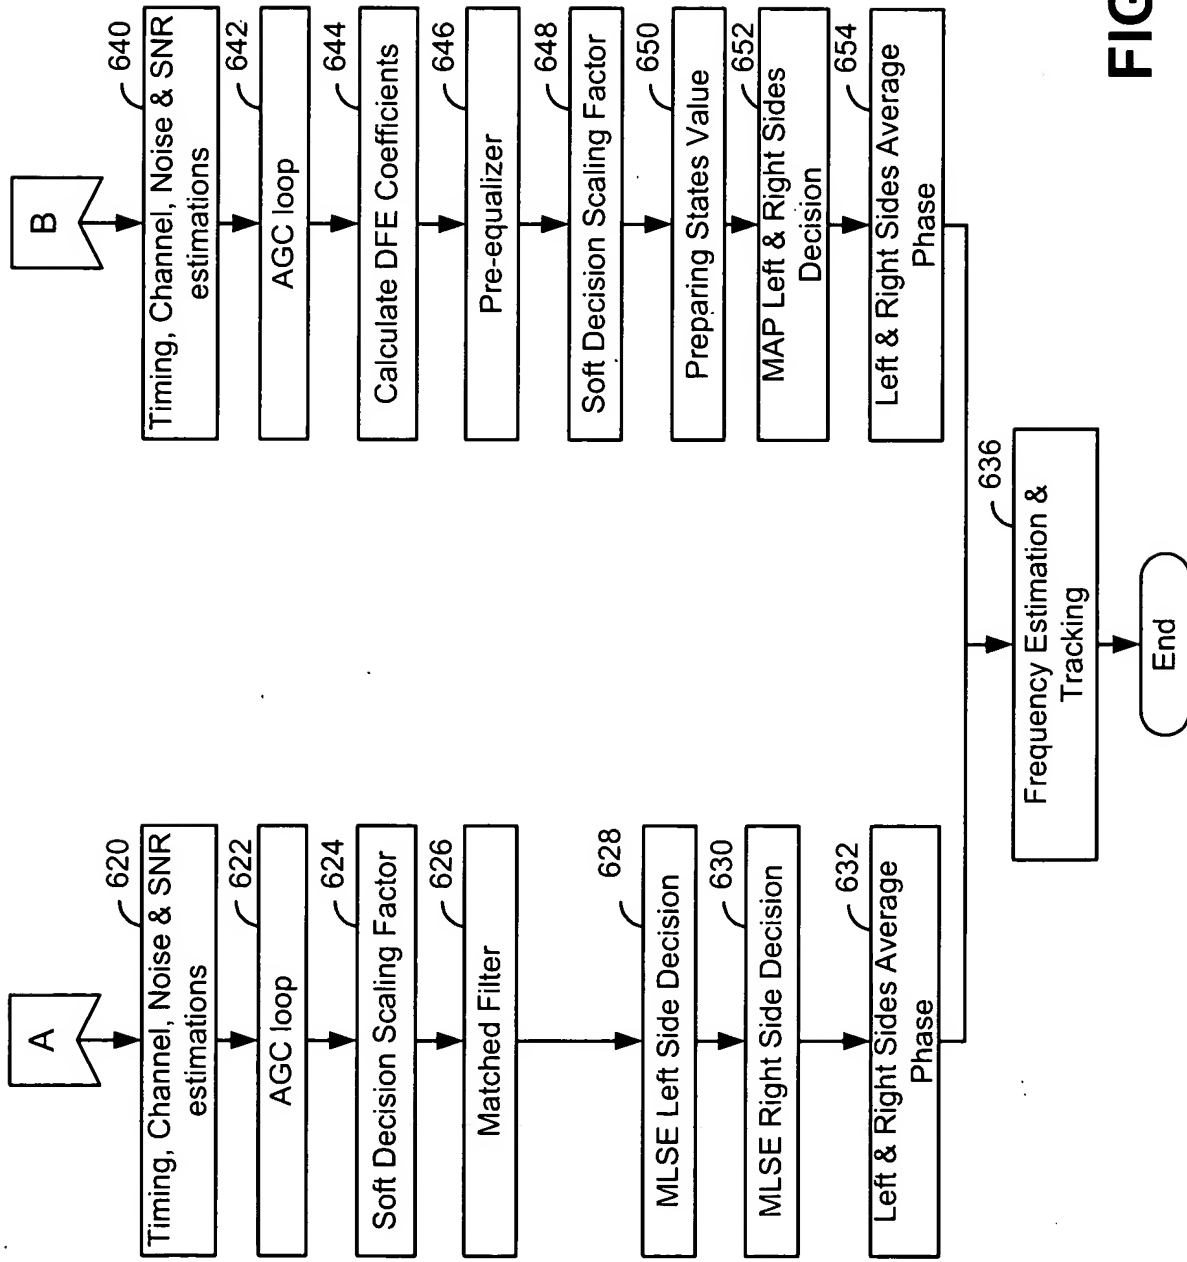 A
620
Timing, Channel, Noise & SNR
estimations
622
AGC loop
624
Soft Decision Scaling Factor
626
Matched Filter
628
MLSE Left Side Decision
630
MLSE Right Side Decision
632
Left & Right Sides Average
Phase
B
640
Timing, Channel, Noise & SNR
estimations
642
AGC loop
644
Calculate DFE Coefficients
646
Pre-equalizer
648
Soft Decision Scaling Factor
650
Preparing States Value
652
MAP Left & Right Sides
Decision
654
Left & Right Sides Average
Phase
636
Frequency Estimation &
Tracking
End
FIG